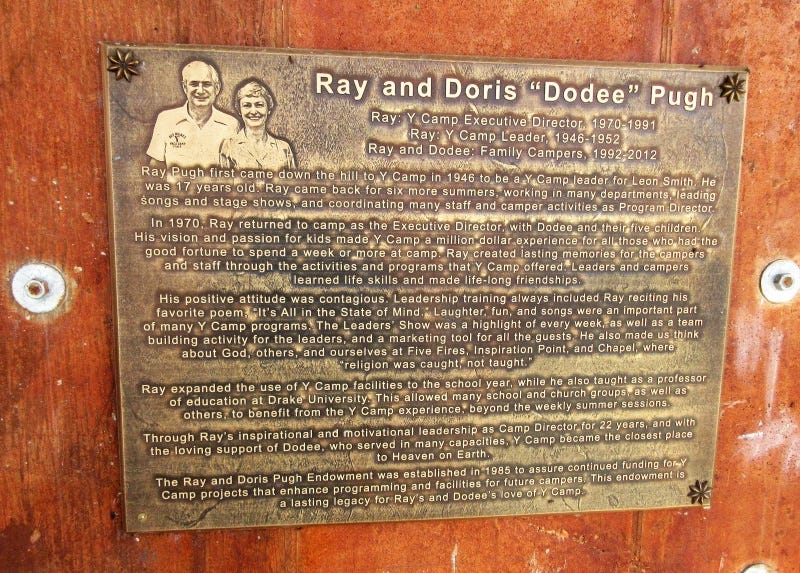 Ray and Doris "Dodee" Pugh
Ray: Y Camp Executive Director, 1970-1991
Ray: Y Camp Leader, 1946-1952
Ray and Dodee: Family Campers, 1992-2012
Ray Pugh first came down the hill to Y Camp in 1946 to be a Y Camp leader for Leon Smith. He
was 17 years old. Ray came back for six more summers, working in many departments, leading
songs and stage shows, and coordinating many staff and camper activities as Program Director.
In 1970, Ray returned to camp as the Executive Director, with Dodee and their five children.
His vision and passion for kids made Y Camp a million dollar experience for all those who had the
good fortune to spend a week or more at camp. Ray created lasting memories for the campers
and staff through the activities and programs that Y Camp offered. Leaders and campers
learned life skills and made life-long friendships.
His positive attitude was contagious. Leadership training always included Ray reciting his
favorite poem, "It's All in the State of Mind." Laughter, fun, and songs were an important part
of many Y Camp programs. The Leaders' Show was a highlight of every week, as well as a team
building activity for the leaders, and a marketing tool for all the guests. He also made us think
about God, others, and ourselves at Five Fires, Inspiration Point, and Chapel, where
"religion was caught, not taught."
Ray expanded the use of Y Camp facilities to the school year, while he also taught as a professor
of education at Drake University. This allowed many school and church groups, as well as
others, to benefit from the Y Camp experience, beyond the weekly summer sessions.
Through Ray's inspirational and motivational leadership as Camp Director for 22 years, and with
the loving support of Dodee, who served in many capacities, Y Camp became the closest place
to Heaven on Earth.
The Ray and Doris Pugh Endowment was established in 1985 to assure continued funding for Y
Camp projects that enhance programming and facilities for future campers. This endowment is
a lasting legacy for Ray's and Dodee's love of Y Camp.